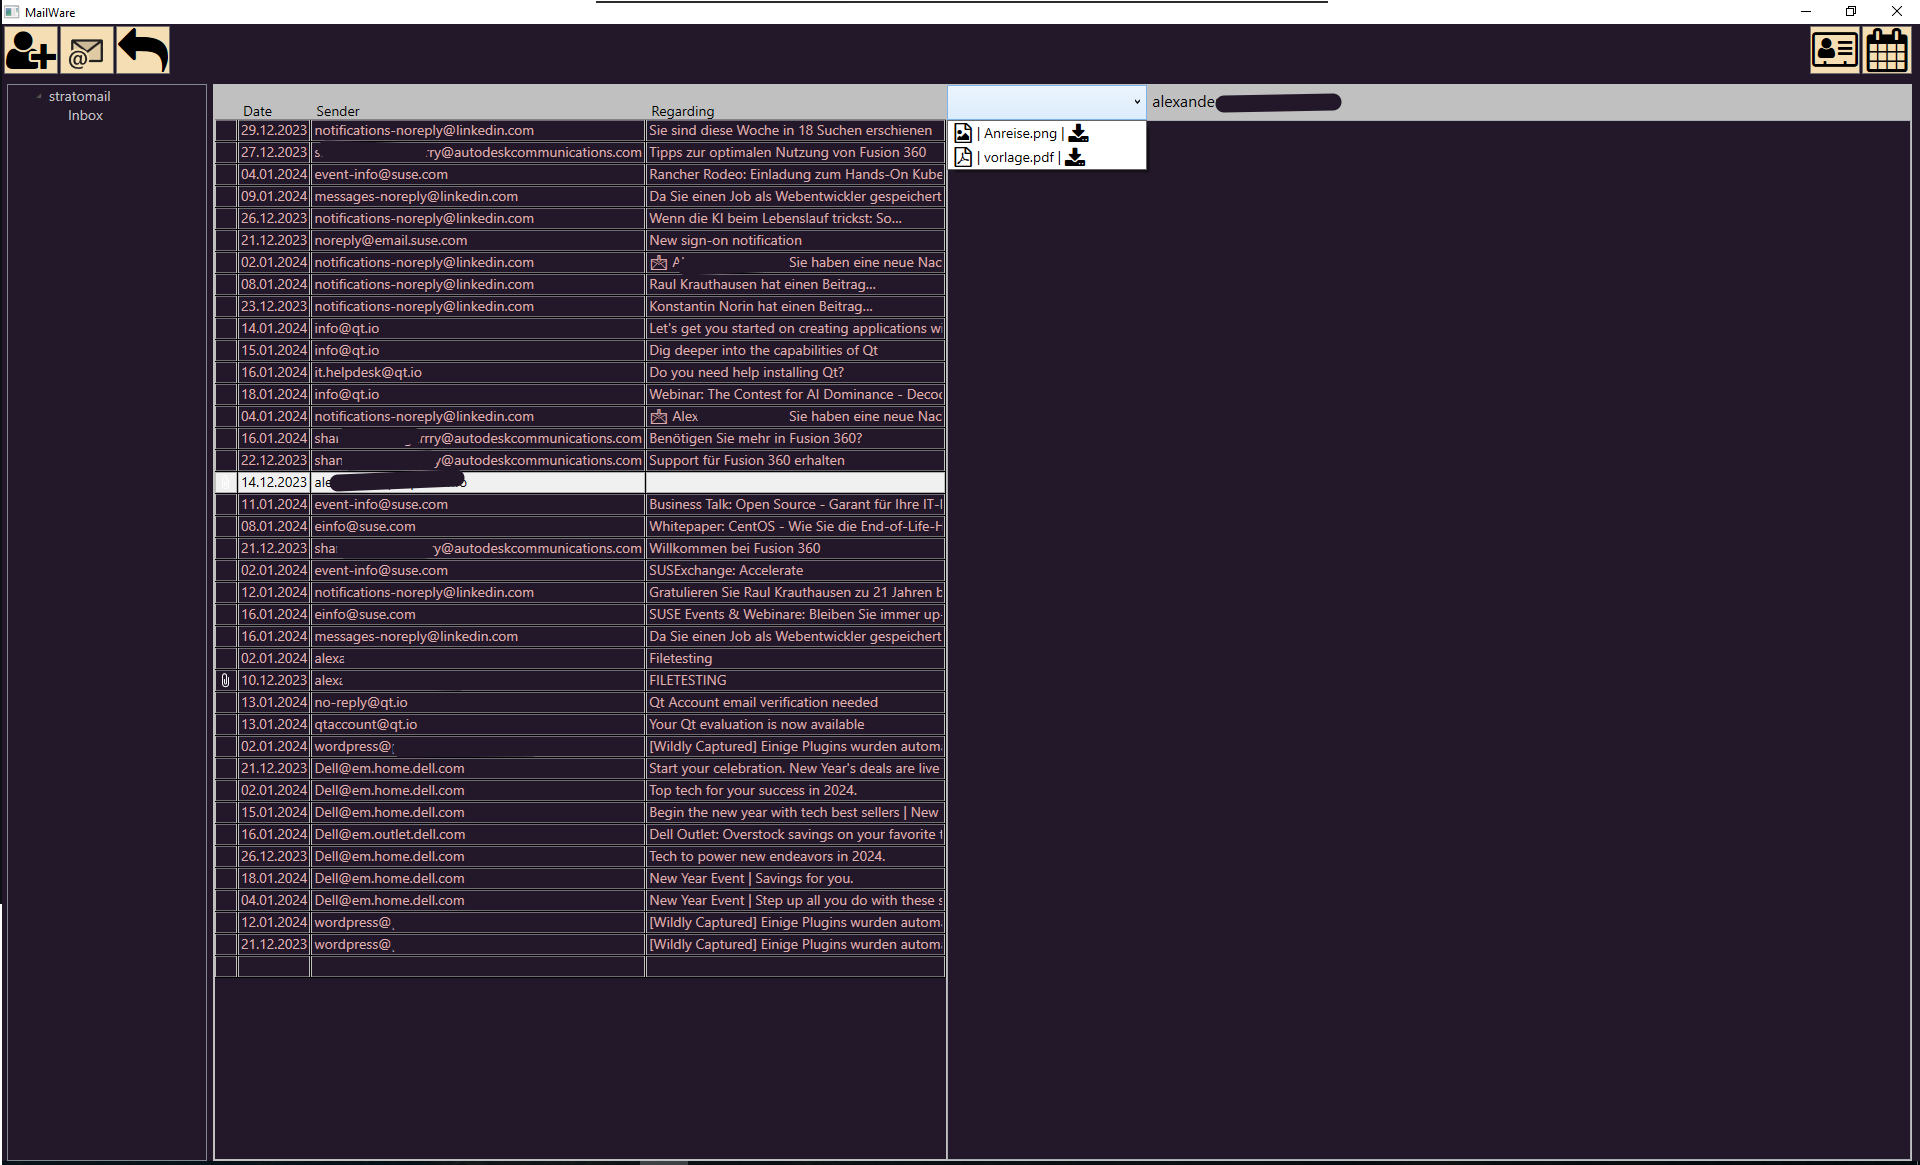 MailWare
stratomail
Inbox
Date Sender Regarding
alexande
| Anreise.png |
| vorlage.pdf |
29.12.2023 notifications-noreply@linkedin.com Sie sind diese Woche in 18 Suchen erschienen
27.12.2023 s rry@autodeskcommunications.com Tipps zur optimalen Nutzung von Fusion 360
04.01.2023 event-info@suse.com Rancher Rodeo: Einladung zum Hands-On Kube
09.01.2024 messages-noreply@linkedin.com Da Sie einen Job als Webentwickler gespeichert
26.12.2023 notifications-noreply@linkedin.com Wenn die KI beim Lebenslauf trickst: So...
21.12.2023 noreply@email.suse.com New sign-on notification
02.01.2024 notifications-noreply@linkedin.com A Sie haben eine neue Nac
08.01.2024 notifications-noreply@linkedin.com Raul Krauthausen hat einen Beitrag...
23.12.2023 notifications-noreply@linkedin.com Konstantin Norin hat einen Beitrag...
14.01.2024 info@qt.io Let's get you started on creating applications wi
15.01.2024 info@qt.io Dig deeper into the capabilities of Qt
16.01.2024 it.helpdesk@qt.io Do you need help installing Qt?
18.01.2024 info@qt.io Webinar: The Contest for AI Dominance - Decod
04.01.2024 notifications-noreply@linkedin.com Alex Sie haben eine neue Nac
16.01.2024 shar rry@autodeskcommunications.com Benötigen Sie mehr in Fusion 360?
22.12.2023 shan y@autodeskcommunications.com Support für Fusion 360 erhalten
14.12.2023 ale o
11.01.2024 event-info@suse.com Business Talk: Open Source - Garant für Ihre IT-I
08.01.2024 einfo@suse.com Whitepaper: CentOS - Wie Sie die End-of-Life-H
21.12.2023 shar y@autodeskcommunications.com Willkommen bei Fusion 360
02.01.2024 event-info@suse.com SUSExchange: Accelerate
12.01.2024 notifications-noreply@linkedin.com Gratulieren Sie Raul Krauthausen zu 21 Jahren b
16.01.2024 einfo@suse.com SUSE Events & Webinare: Bleiben Sie immer up-
16.01.2024 messages-noreply@linkedin.com Da Sie einen Job als Webentwickler gespeichert
02.01.2024 alexa Filetesting
10.12.2023 alexa FILETESTING
13.01.2024 no-reply@qt.io Qt Account email verification needed
13.01.2024 qtaccount@qt.io Your Qt evaluation is now available
02.01.2024 wordpress@ [Wildly Captured] Einige Plugins wurden autom
21.12.2023 Dell@em.home.dell.com Start your celebration. New Year's deals are live
02.01.2024 Dell@em.home.dell.com Top tech for your success in 2024.
15.01.2024 Dell@em.home.dell.com Begin the new year with tech best sellers | New
16.01.2024 Dell@em.outlet.dell.com Dell Outlet: Overstock savings on your favorite t
26.12.2023 Dell@em.home.dell.com Tech to power new endeavors in 2024.
18.01.2024 Dell@em.home.dell.com New Year Event | Savings for you.
04.01.2024 Dell@em.home.dell.com New Year Event | Step up all you do with these s
12.01.2024 wordpress@ [Wildly Captured] Einige Plugins wurden autom
21.12.2023 wordpress@ [Wildly Captured] Einige Plugins wurden autom